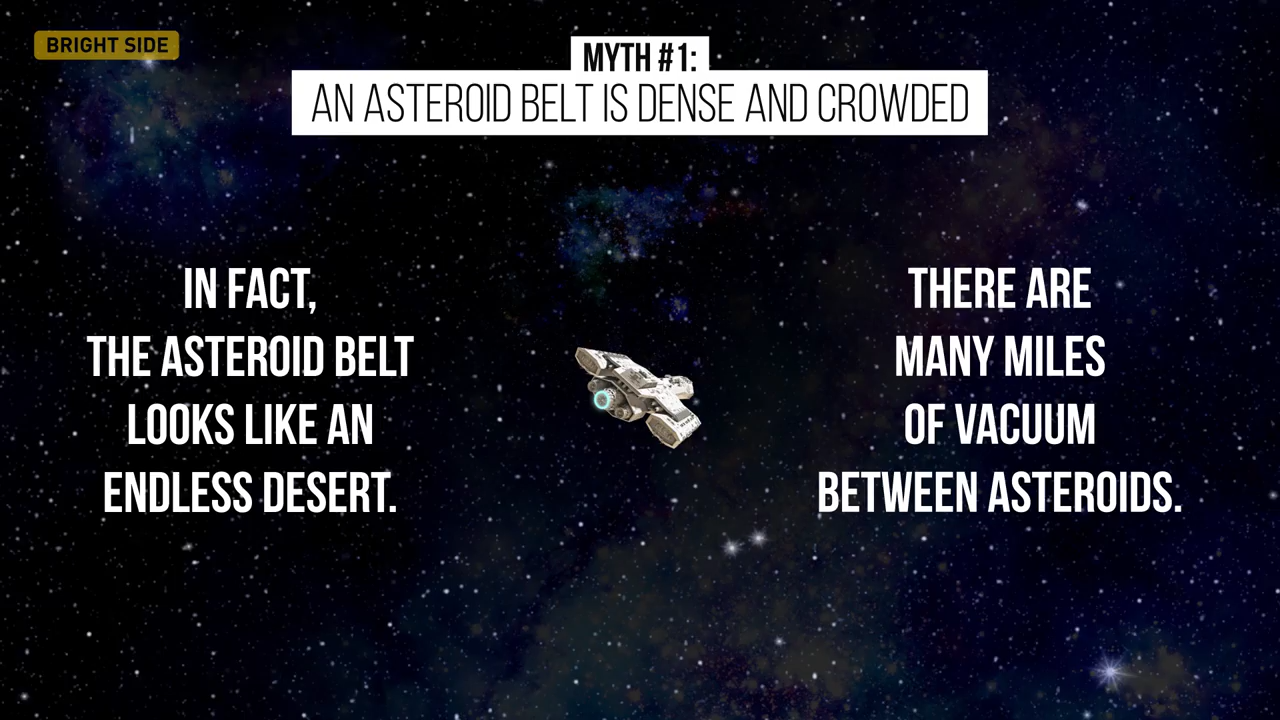 BRIGHT SIDE
MYTH #1:
AN ASTEROID BELT IS DENSE AND CROWDED
IN FACT,
THE ASTEROID BELT
LOOKS LIKE AN
ENDLESS DESERT.
THERE ARE
MANY MILES
OF VACUUM
BETWEEN ASTEROIDS.